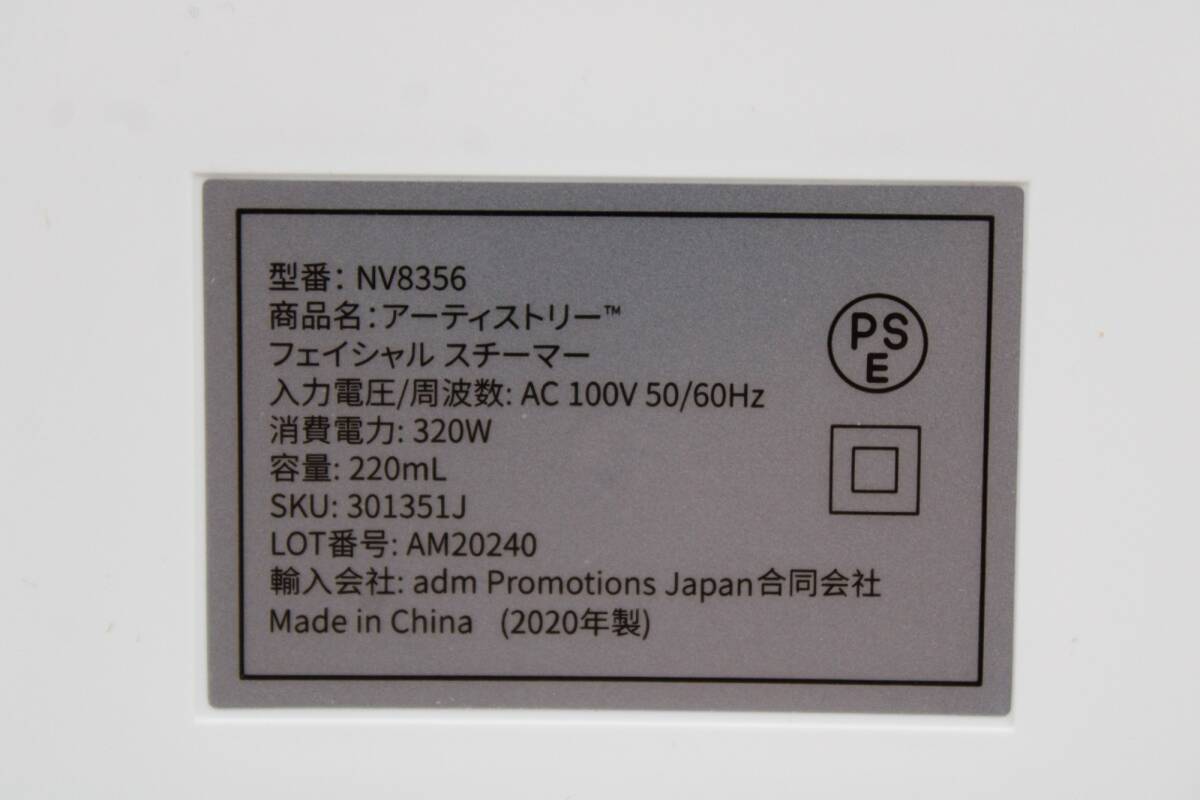 型番: NV8356
商品名:アーティストリー™
フェイシャル スチーマー
入力電圧/周波数: AC 100V 50/60Hz
消費電力: 320W
容量: 220mL
SKU: 301351J
LOT番号: AM20240
輸入会社: adm Promotions Japan合同会社
Made in China (2020年製)
PS
E